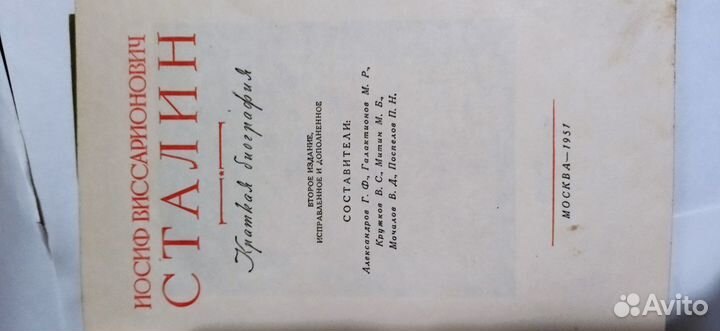 ИОСИФ ВИССАРИОНОВИЧ
СТАЛИН
Краткая биография
ВТОРОЕ ИЗДАНИЕ,
ИСПРАВЛЕННОЕ И ДОПОЛНЕННОЕ
СОСТАВИТЕЛИ:
Александров Г. Ф., Галактионов М. Р.,
Кружков В. С., Митин М. Б.,
Мочалов В. Д., Поспелов П. Н.
МОСКВА—1951
Avito